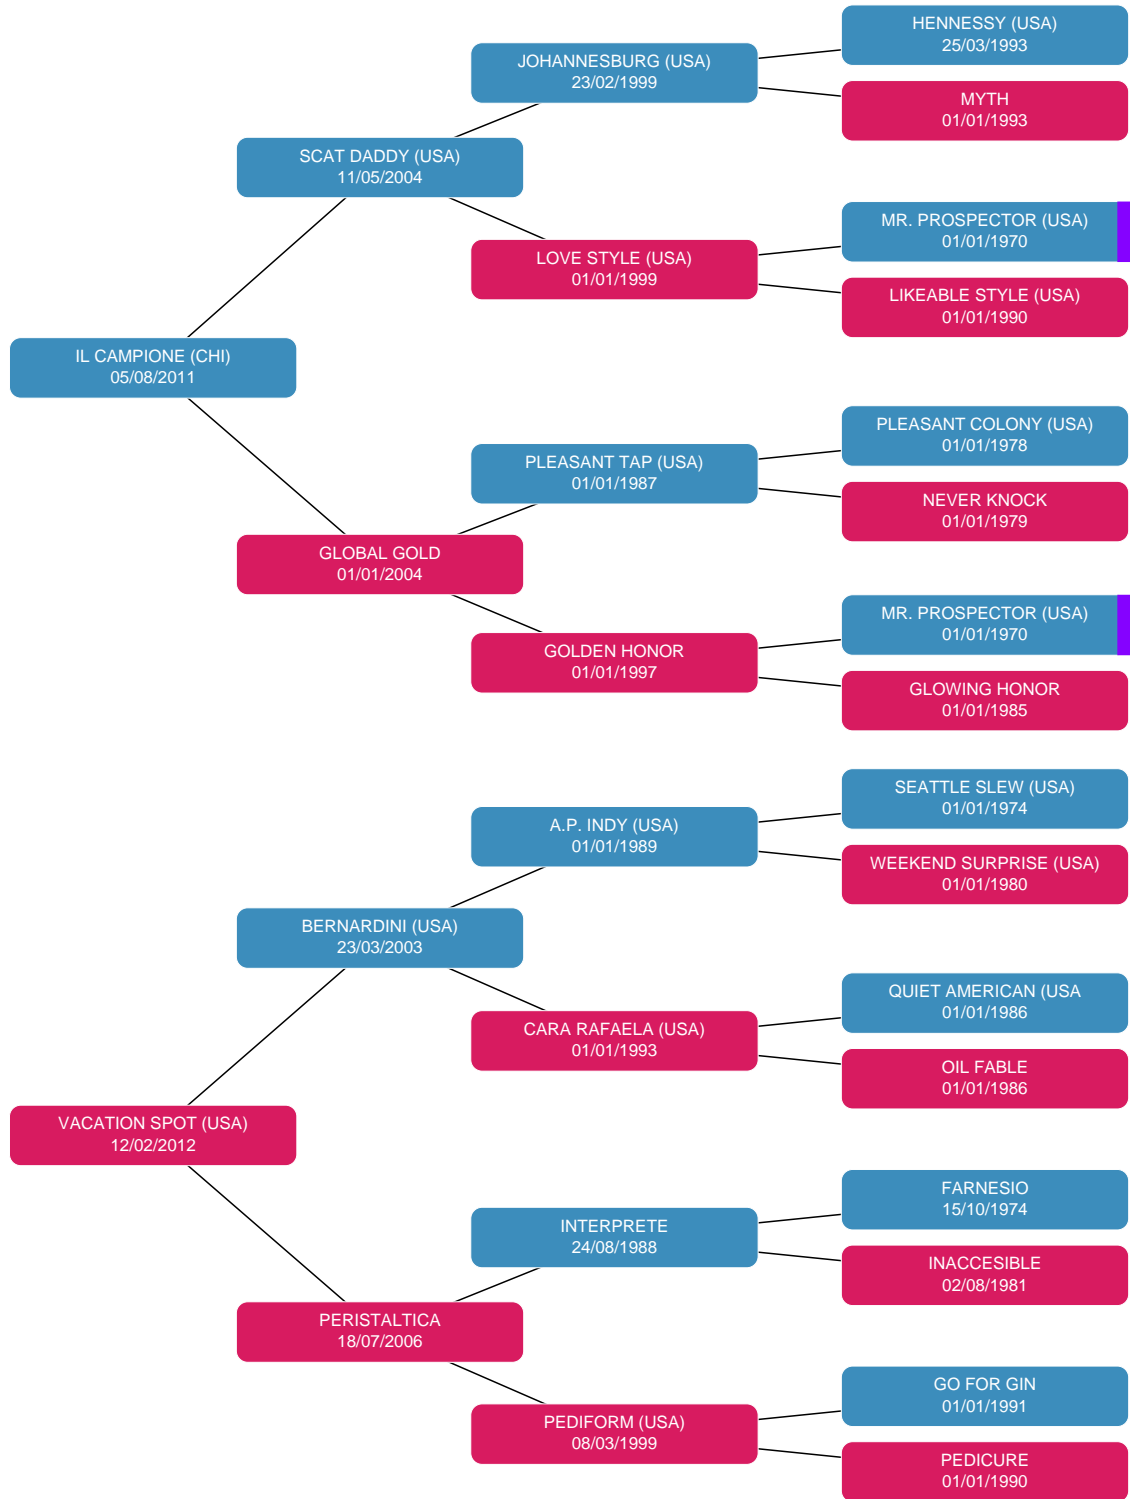 HENNESSY (USA)
25/03/1993
JOHANNESBURG (USA)
23/02/1999
MYTH
01/01/1993
SCAT DADDY (USA)
11/05/2004
MR. PROSPECTOR (USA)
01/01/1970
LOVE STYLE (USA)
01/01/1999
LIKEABLE STYLE (USA)
01/01/1990
IL CAMPIONE (CHI)
05/08/2011
PLEASANT COLONY (USA)
01/01/1978
PLEASANT TAP (USA)
01/01/1987
NEVER KNOCK
01/01/1979
GLOBAL GOLD
01/01/2004
MR. PROSPECTOR (USA)
01/01/1970
GOLDEN HONOR
01/01/1997
GLOWING HONOR
01/01/1985
SEATTLE SLEW (USA)
01/01/1974
A.P. INDY (USA)
01/01/1989
WEEKEND SURPRISE (USA)
01/01/1980
BERNARDINI (USA)
23/03/2003
QUIET AMERICAN (USA
01/01/1986
CARA RAFAELA (USA)
01/01/1993
OIL FABLE
01/01/1986
VACATION SPOT (USA)
12/02/2012
FARNESIO
15/10/1974
INTERPRETE
24/08/1988
INACCESIBLE
02/08/1981
PERISTALTICA
18/07/2006
GO FOR GIN
01/01/1991
PEDIFORM (USA)
08/03/1999
PEDICURE
01/01/1990